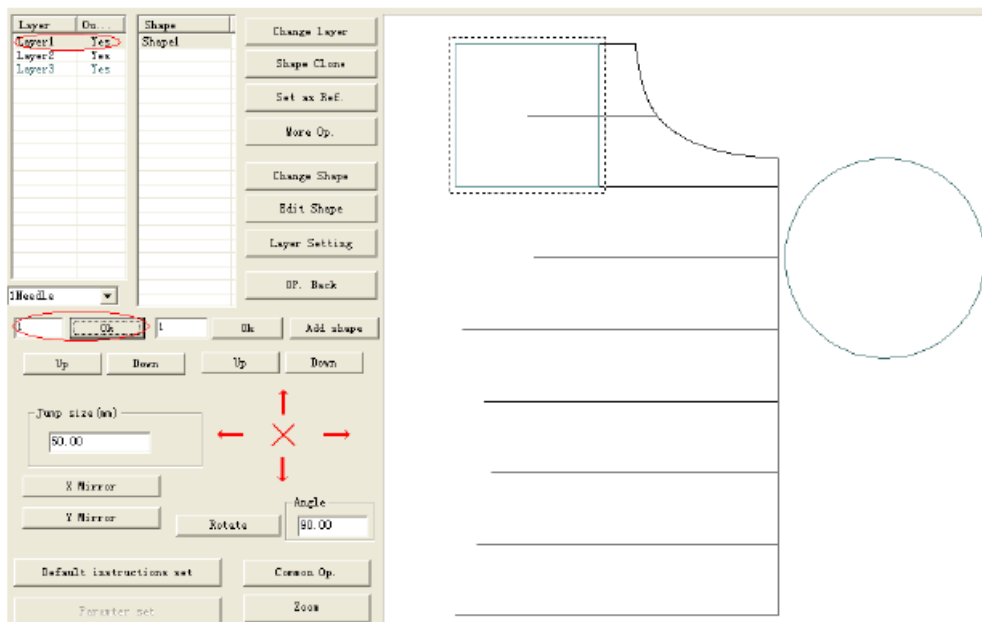 Layer Ou... Shape
Layer1 Yes Shape1
Layer2 Yes
Layer3 Yes
Change Layer
Shape Clone
Set as Ref.
More Op.
Change Shape
Edit Shape
Layer Setting
OP. Back
1Needle
1 Ok 1 Ok Add shape
Up Down Up Down
Jump size(mm)
50.00
X Mirror
Y Mirror
Rotate
Angle
90.00
Default instructions set
Common Op.
Paramter set
Zoom